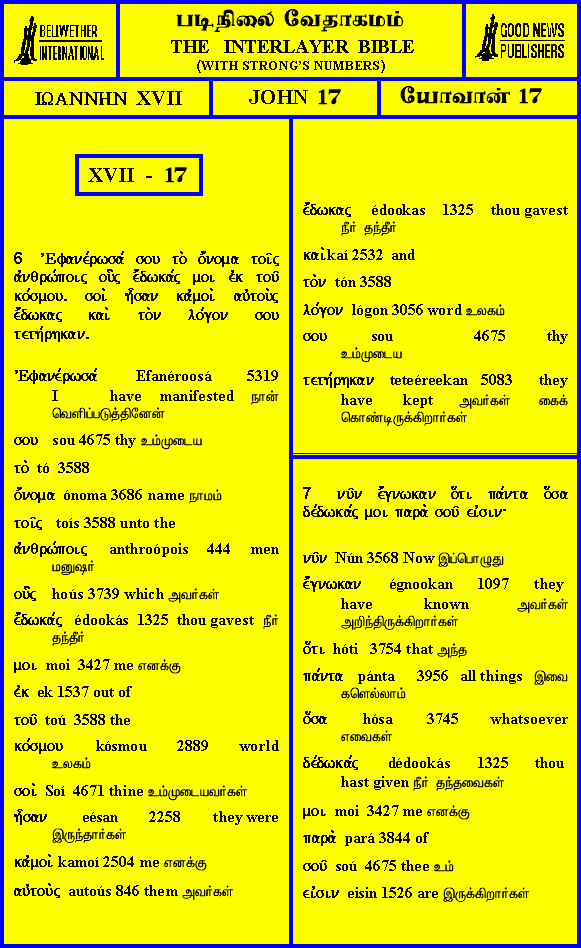 BELLWETHER
INTERNATIONAL
படிநிலை வேதாகமம்
THE INTERLAYER BIBLE
(WITH STRONG'S NUMBERS)
GOOD NEWS
PUBLISHERS
ΙΩΑΝΝΗΝ XVII
JOHN 17
யோவான் 17
XVII - 17
6 Ἐφανέρωσά σου τὸ ὄνομα τοῖς
ἀνθρώποις οὓς ἔδωκάς μοι ἐκ τοῦ
κόσμου. σοὶ ἦσαν κἀμοὶ αὐτοὺς
ἔδωκας καὶ τὸν λόγον σου
τετήρηκαν.
Ἐφανέρωσά Efanéroosá 5319
I have manifested நான்
வெளிப்படுத்தினேன்
σου sou 4675 thy உம்முடைய
τὸ tó 3588
ὄνομα ónoma 3686 name நாமம்
τοῖς toís 3588 unto the
ἀνθρώποις anthroópois 444 men
மனுஷர்
οὓς hoús 3739 which அவர்கள்
ἔδωκάς édookás 1325 thou gavest நீர்
தந்தீர்
μοι moi 3427 me எனக்கு
ἐκ ek 1537 out of
τοῦ toú 3588 the
κόσμου kósmou 2889 world
உலகம்
σοὶ Soí 4671 thine உம்முடையவர்கள்
ἦσαν eésan 2258 they were
இருந்தார்கள்
κἀμοὶ kamoí 2504 me எனக்கு
αὐτοὺς autoús 846 them அவர்கள்
ἔδωκας édookas 1325 thou gavest
நீர் தந்தீர்
καὶ kaí 2532 and
τὸν tón 3588
λόγον lógon 3056 word உலகம்
σου sou 4675 thy
உம்முடைய
τετήρηκαν teteéreekan 5083 they
have kept அவர்கள் கைக்
கொண்டிருக்கிறார்கள்
7 νῦν ἔγνωκαν ὅτι πάντα ὅσα
δέδωκάς μοι παρὰ σοῦ εἰσιν·
νῦν Nún 3568 Now இப்பொழுது
ἔγνωκαν égnookan 1097 they
have known அவர்கள்
அறிந்திருக்கிறார்கள்
ὅτι hóti 3754 that அந்த
πάντα pánta 3956 all things இவை
களெல்லாம்
ὅσα hósa 3745 whatsoever
எவைகள்
δέδωκάς dédookás 1325 thou
hast given நீர் தந்தவைகள்
μοι moi 3427 me எனக்கு
παρὰ pará 3844 of
σοῦ soú 4675 thee உம்
εἰσιν eisin 1526 are இருக்கிறார்கள்